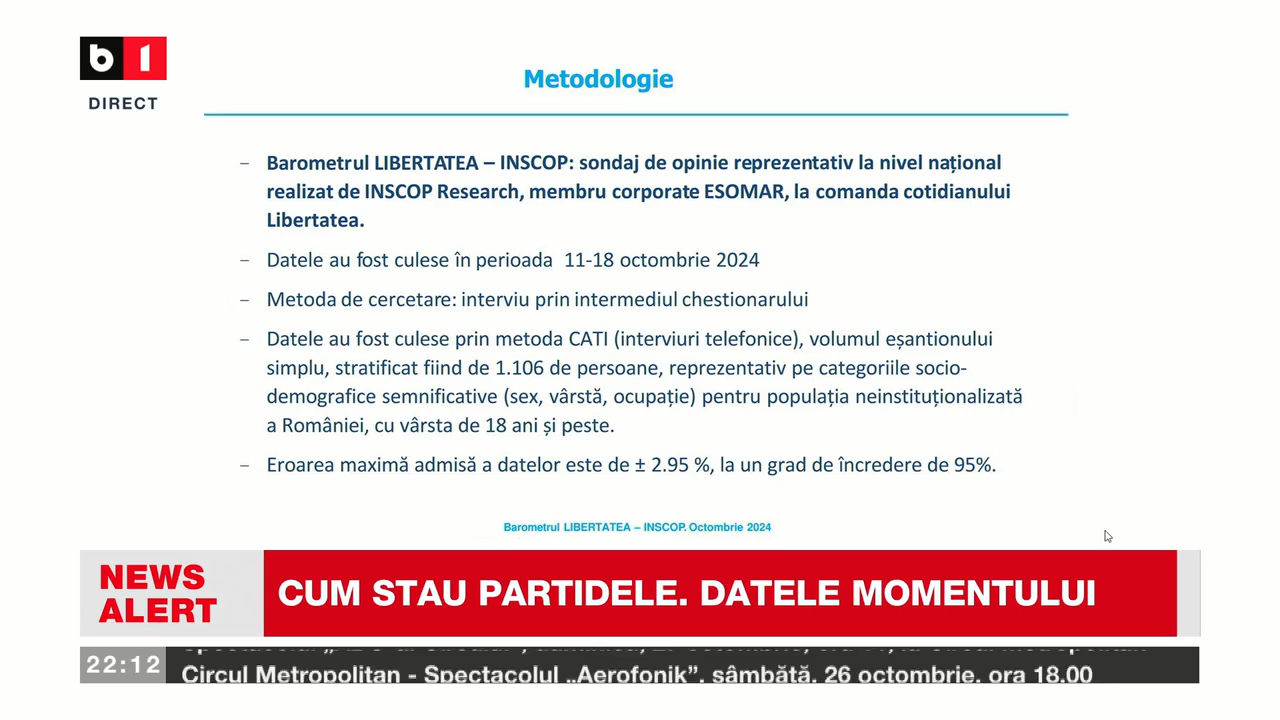 b1
DIRECT
Metodologie
– Barometrul LIBERTATEA – INSCOP: sondaj de opinie reprezentativ la nivel național
realizat de INSCOP Research, membru corporate ESOMAR, la comanda cotidianului
Libertatea.
– Datele au fost culese în perioada 11-18 octombrie 2024
– Metoda de cercetare: interviu prin intermediul chestionarului
– Datele au fost culese prin metoda CATI (interviuri telefonice), volumul eșantionului
simplu, stratificat fiind de 1.106 de persoane, reprezentativ pe categoriile socio-
demografice semnificative (sex, vârstă, ocupație) pentru populația neinstituționalizată
a României, cu vârsta de 18 ani și peste.
– Eroarea maximă admisă a datelor este de ± 2.95 %, la un grad de încredere de 95%.
Barometrul LIBERTATEA – INSCOP. Octombrie 2024
NEWS
ALERT
CUM STAU PARTIDELE. DATELE MOMENTULUI
22:12
Circul Metropolitan - Spectacolul „Aerofonik”, sâmbătă, 26 octombrie, ora 18.00